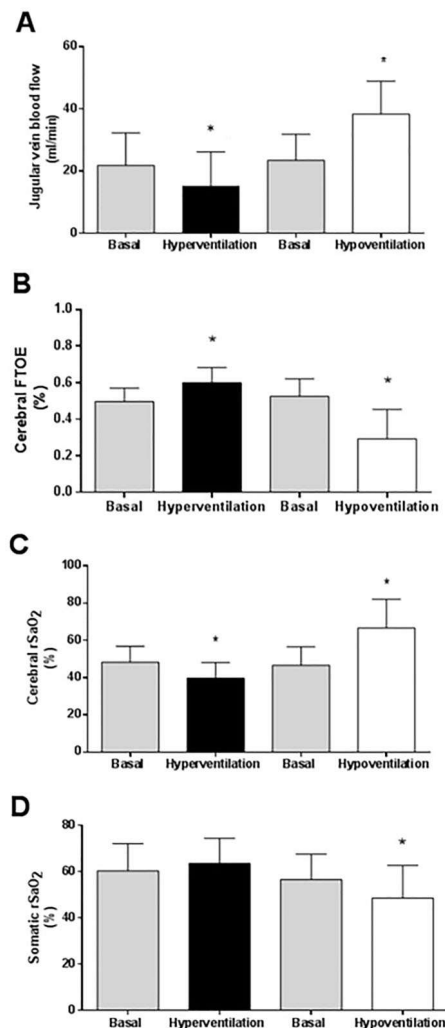 A
Jugular vein blood flow
(ml/min)
60
40
20
0
*
*
Basal
Hyperventilation
Basal
Hypoventilation
B
Cerebral FTOE
(%)
1.0
0.8
0.6
0.4
0.2
0.0
*
*
Basal
Hyperventilation
Basal
Hypoventilation
C
Cerebral rSaO2
(%)
100
80
60
40
20
0
*
*
Basal
Hyperventilation
Basal
Hypoventilation
D
Somatic rSaO2
(%)
80
60
40
20
0
*
Basal
Hyperventilation
Basal
Hypoventilation